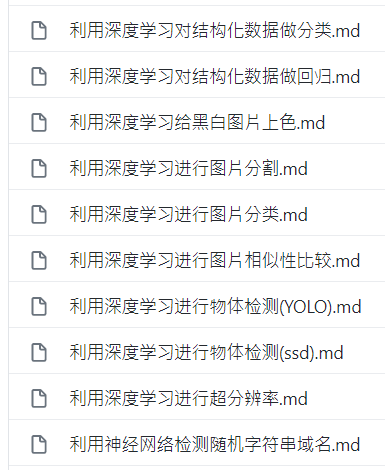 利用深度学习对结构化数据做分类.md
利用深度学习对结构化数据做回归.md
利用深度学习给黑白图片上色.md
利用深度学习进行图片分割.md
利用深度学习进行图片分类.md
利用深度学习进行图片相似性比较.md
利用深度学习进行物体检测(YOLO).md
利用深度学习进行物体检测(ssd).md
利用深度学习进行超分辨率.md
利用神经网络检测随机字符串域名.md